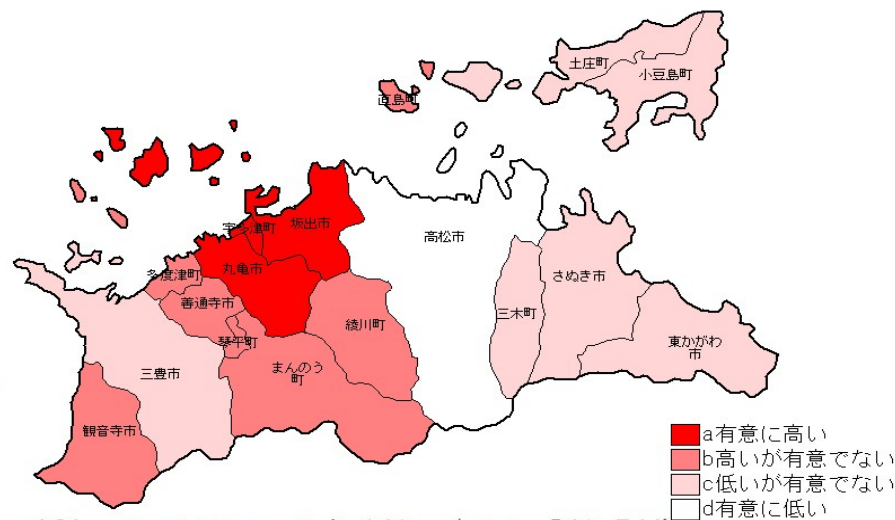 土庄町
小豆島町
直島町
宇多津町
坂出市
高松市
丸亀市
多度津町
さぬき市
善通寺市
三木町
綾川町
琴平町
東かがわ
市
まんのう
町
三豊市
観音寺市
a有意に高い
b高いが有意でない
c低いが有意でない
d有意に低い